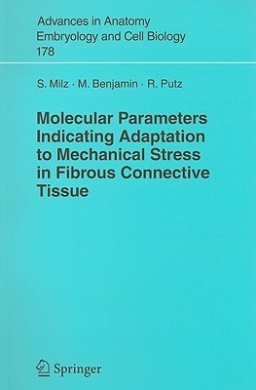 Advances in Anatomy
Embryology and Cell Biology
178
S. Milz · M. Benjamin · R. Putz
Molecular Parameters
Indicating Adaptation
to Mechanical Stress
in Fibrous Connective
Tissue
Springer